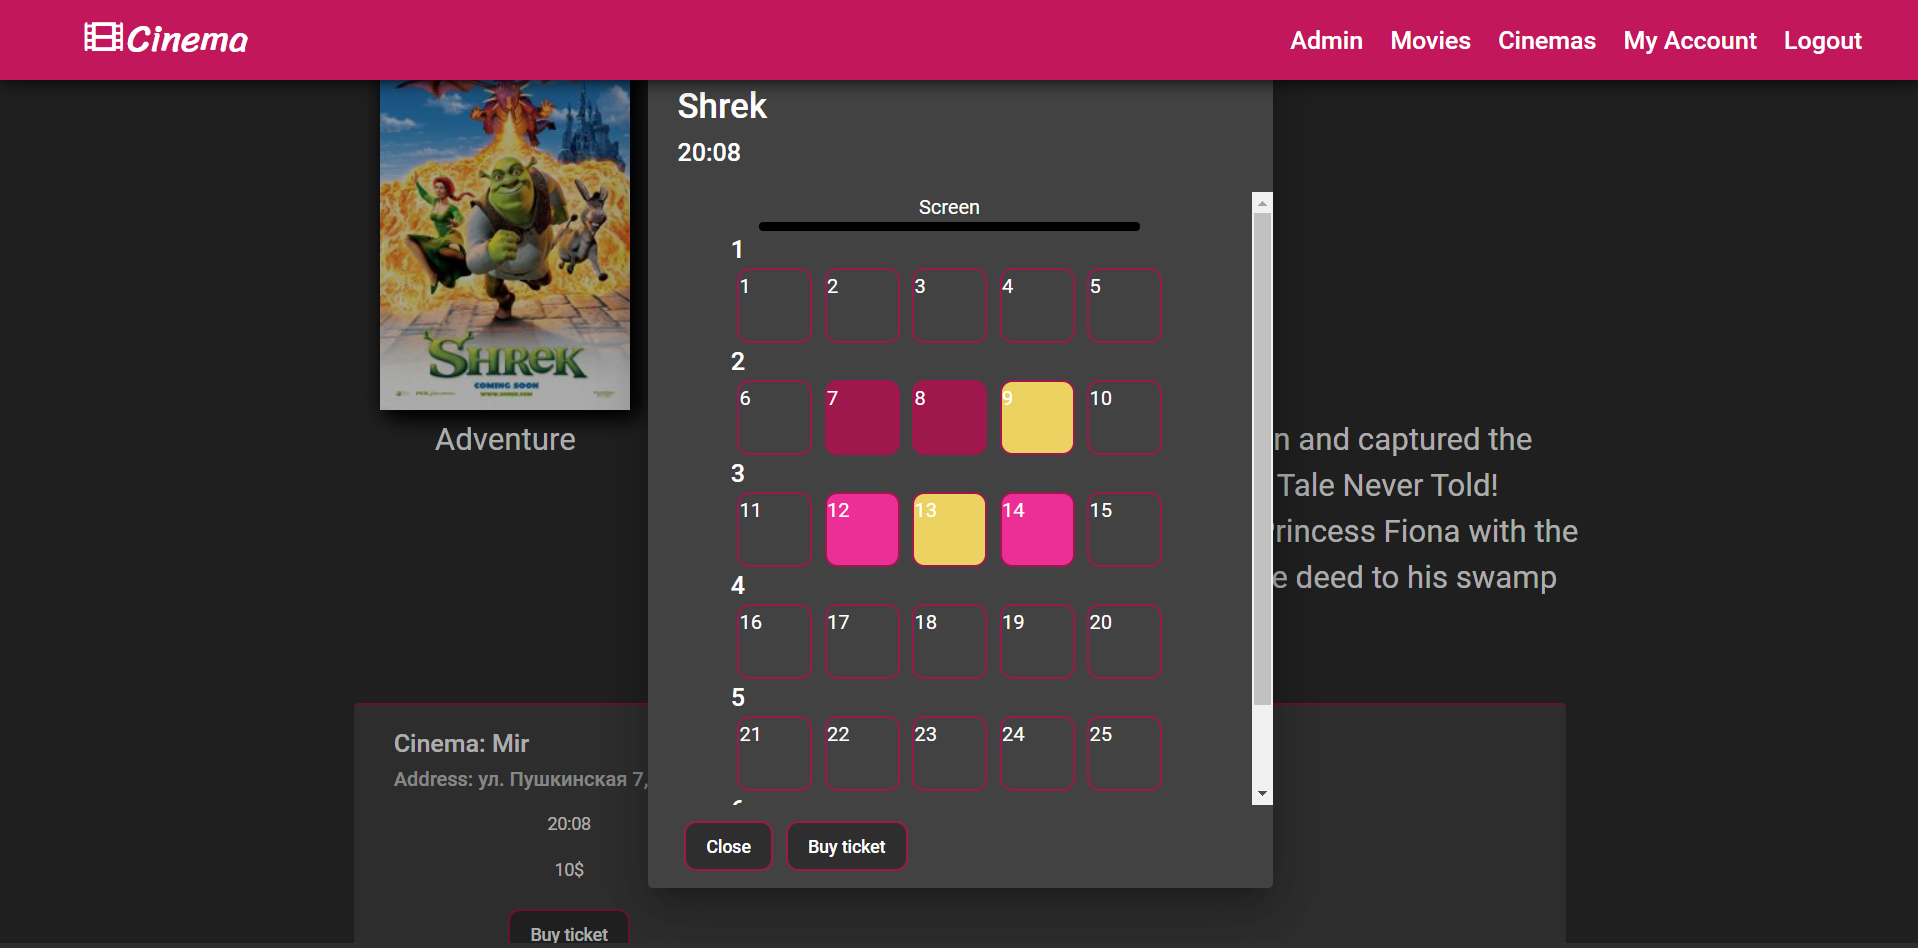 Cinema
Admin Movies Cinemas My Account Logout
SHREK
COMING SOON
Adventure
Shrek
20:08
Screen
1
1 2 3 4 5
2
6 7 8 9 10
3
11 12 13 14 15
4
16 17 18 19 20
5
21 22 23 24 25
Close Buy ticket
n and captured the
Tale Never Told!
rincess Fiona with the
e deed to his swamp
Cinema: Mir
Address: ул. Пушкинская 7,
20:08
10$
Buy ticket